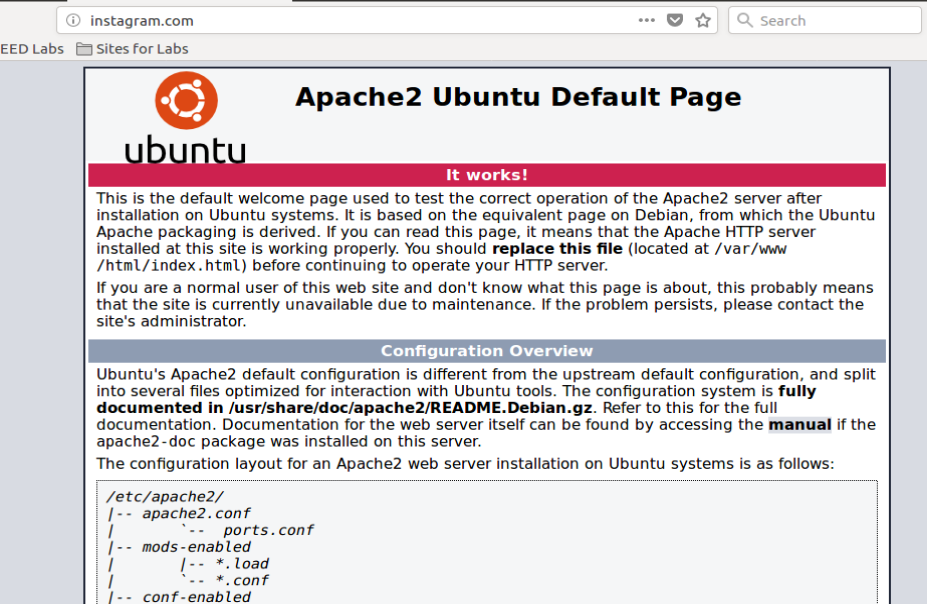 instagram.com
Search
EED Labs Sites for Labs
Apache2 Ubuntu Default Page
ubuntu
It works!
This is the default welcome page used to test the correct operation of the Apache2 server after
installation on Ubuntu systems. It is based on the equivalent page on Debian, from which the Ubuntu
Apache packaging is derived. If you can read this page, it means that the Apache HTTP server
installed at this site is working properly. You should replace this file (located at /var/www
/html/index.html) before continuing to operate your HTTP server.
If you are a normal user of this web site and don't know what this page is about, this probably means
that the site is currently unavailable due to maintenance. If the problem persists, please contact the
site's administrator.
Configuration Overview
Ubuntu's Apache2 default configuration is different from the upstream default configuration, and split
into several files optimized for interaction with Ubuntu tools. The configuration system is fully
documented in /usr/share/doc/apache2/README.Debian.gz. Refer to this for the full
documentation. Documentation for the web server itself can be found by accessing the manual if the
apache2-doc package was installed on this server.
The configuration layout for an Apache2 web server installation on Ubuntu systems is as follows:
/etc/apache2/
|-- apache2.conf
|       `--  ports.conf
|-- mods-enabled
|       |-- *.load
|       `-- *.conf
|-- conf-enabled